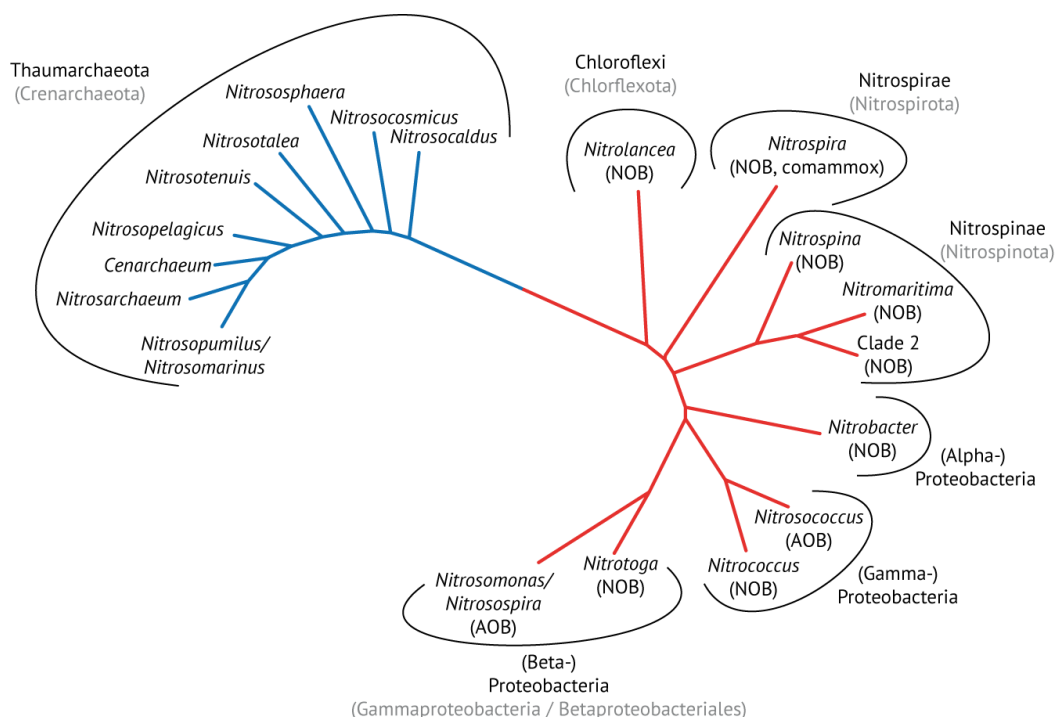 Thaumarchaeota
(Crenarchaeota)
Nitrososphaera
Nitrosocosmicus
Nitrosocaldus
Nitrosotalea
Nitrosotenuis
Nitrosopelagicus
Cenarchaeum
Nitrosarchaeum
Nitrosopumilus/
Nitrosomarinus
Chloroflexi
(Chlorflexota)
Nitrolancea
(NOB)
Nitrospirae
(Nitrospirota)
Nitrospira
(NOB, comammox)
Nitrospinae
(Nitrospinota)
Nitrospina
(NOB)
Nitromaritima
(NOB)
Clade 2
(NOB)
Nitrobacter
(NOB)
(Alpha-)
Proteobacteria
Nitrosococcus
(AOB)
Nitrococcus
(NOB)
(Gamma-)
Proteobacteria
Nitrotoga
(NOB)
Nitrosomonas/
Nitrosospira
(AOB)
(Beta-)
Proteobacteria
(Gammaproteobacteria / Betaproteobacteriales)